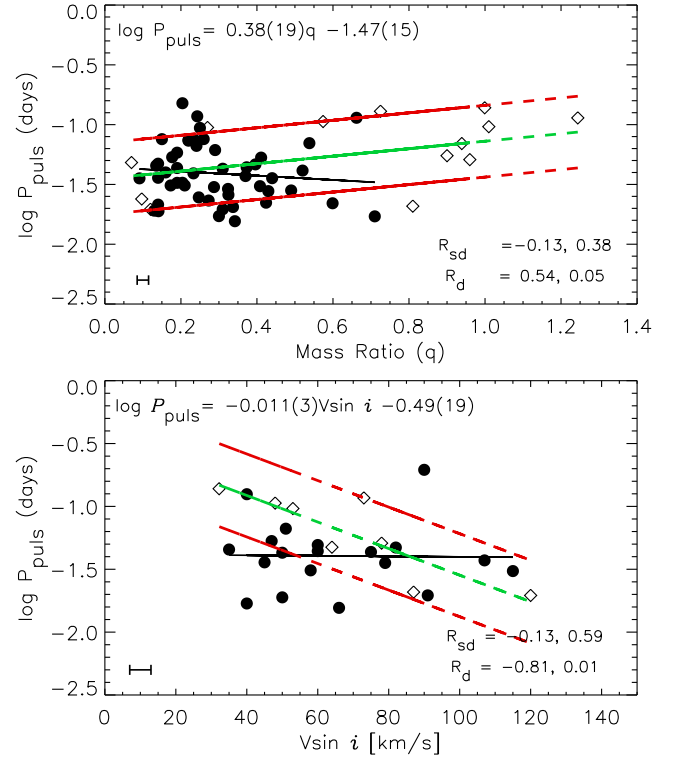 log P_puls = 0.38(19)q −1.47(15)
0.0
−0.5
−1.0
−1.5
−2.0
−2.5
log P_puls (days)
R_sd =−0.13, 0.38
R_d = 0.54, 0.05
0.0 0.2 0.4 0.6 0.8 1.0 1.2 1.4
Mass Ratio (q)
log P_puls = −0.011(3)Vsin i −0.49(19)
0.0
−0.5
−1.0
−1.5
−2.0
−2.5
log P_puls (days)
R_sd = −0.13, 0.59
R_d = −0.81, 0.01
0 20 40 60 80 100 120 140
Vsin i [km/s]